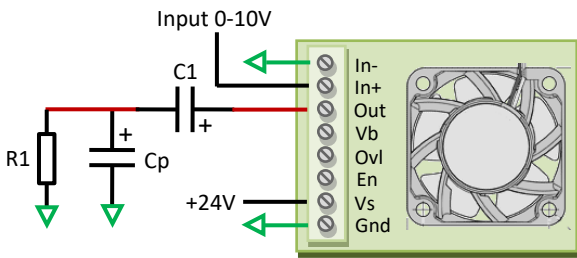 Input 0-10V
C1
+
R1
+
Cp
+24V
In-
In+
Out
Vb
Ovl
En
Vs
Gnd